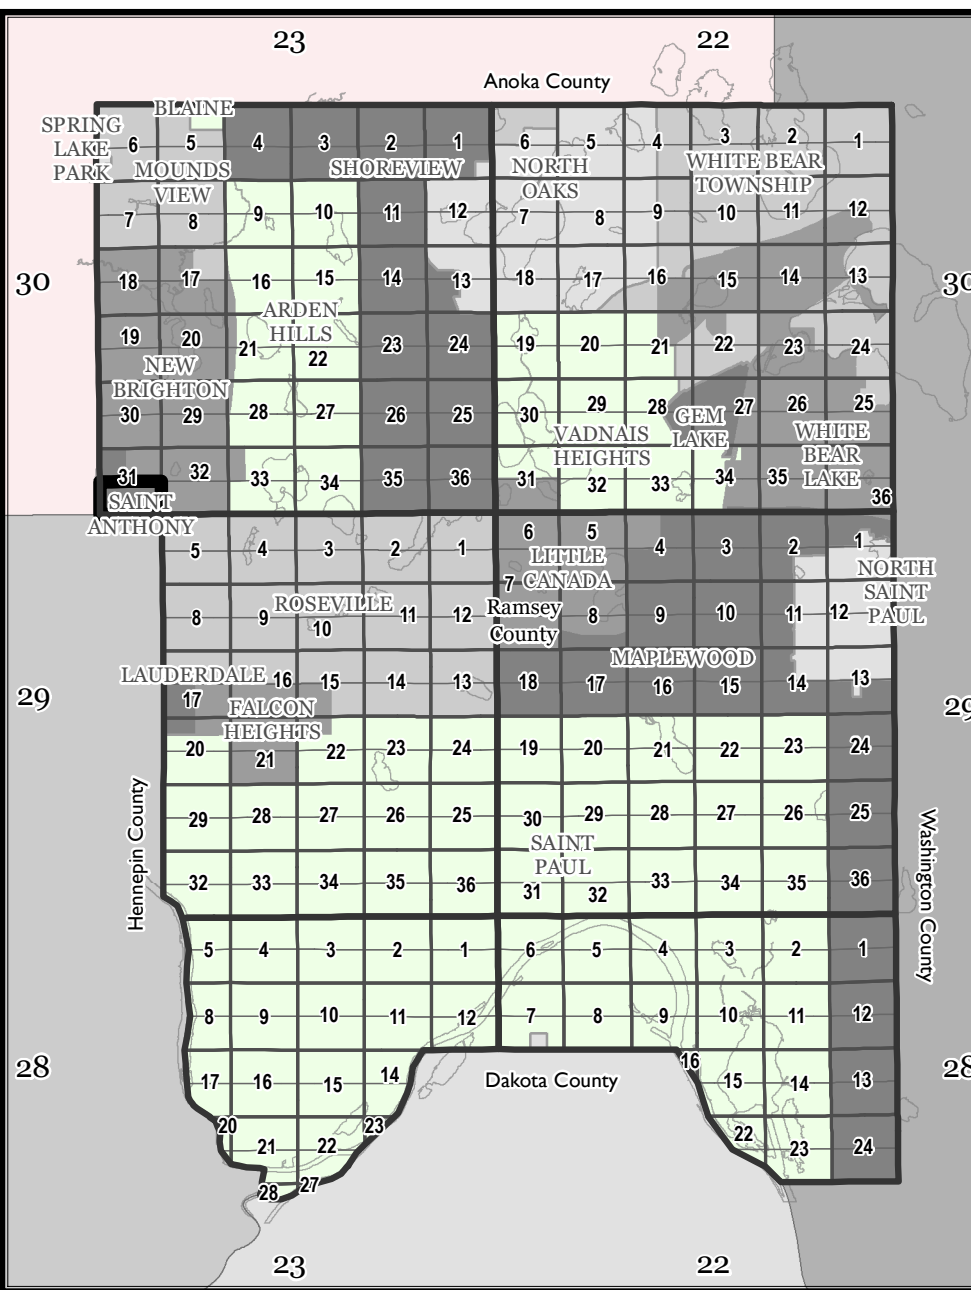 23 22
Anoka County
BLAINE
SPRING
LAKE
PARK
6 5 4 3 2 1 6 5 4 3 2 1
MOUNDS
VIEW
SHOREVIEW
NORTH
OAKS
WHITE BEAR
TOWNSHIP
7 8 9 10 11 12 7 8 9 10 11 12
30 18 17 16 15 14 13 18 17 16 15 14 13 30
ARDEN
HILLS
19 20 21 22 23 24 19 20 21 22 23 24
NEW
BRIGHTON
30 29 28 27 26 25 30 29 28 27 26 25
GEM
LAKE
VADNAIS
HEIGHTS
WHITE
BEAR
LAKE
31 32 33 34 35 36 31 32 33 34 35 36
SAINT
ANTHONY
5 4 3 2 1 6 5 4 3 2 1
LITTLE
CANADA
NORTH
SAINT
PAUL
ROSEVILLE
8 9 10 11 12 7 8 9 10 11 12
Ramsey
County
MAPLEWOOD
LAUDERDALE
29 17 16 15 14 13 18 17 16 15 14 13 29
FALCON
HEIGHTS
20 21 22 23 24 19 20 21 22 23 24
29 28 27 26 25 30 29 28 27 26 25
SAINT
PAUL
32 33 34 35 36 31 32 33 34 35 36
Hennepin County
Washington County
5 4 3 2 1 6 5 4 3 2 1
8 9 10 11 12 7 8 9 10 11 12
28 17 16 15 14 16 15 14 13 28
Dakota County
20 21 22 23 22 23 24
28 27
23 22